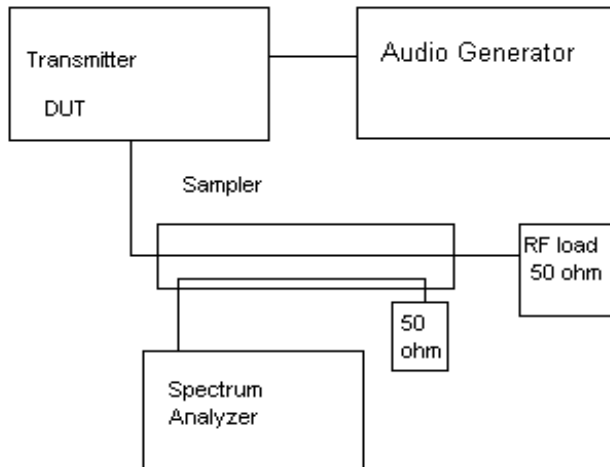 Transmitter
DUT
Audio Generator
Sampler
RF load
50 ohm
50
ohm
Spectrum
Analyzer